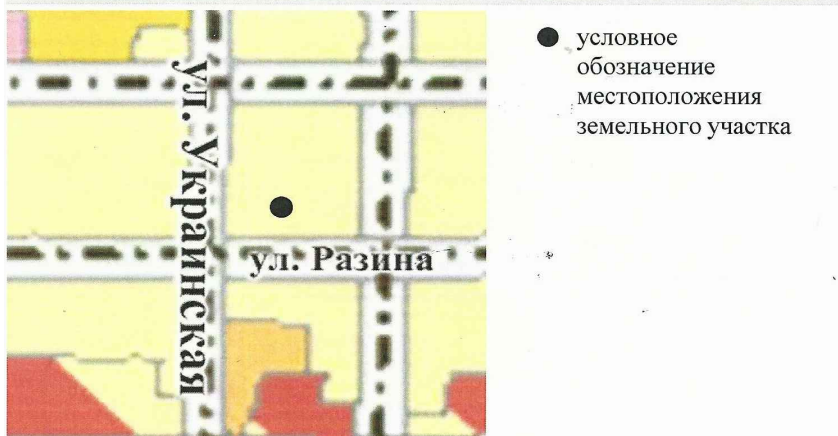 ул. Украинская
ул. Разина
условное
обозначение
местоположения
земельного участка